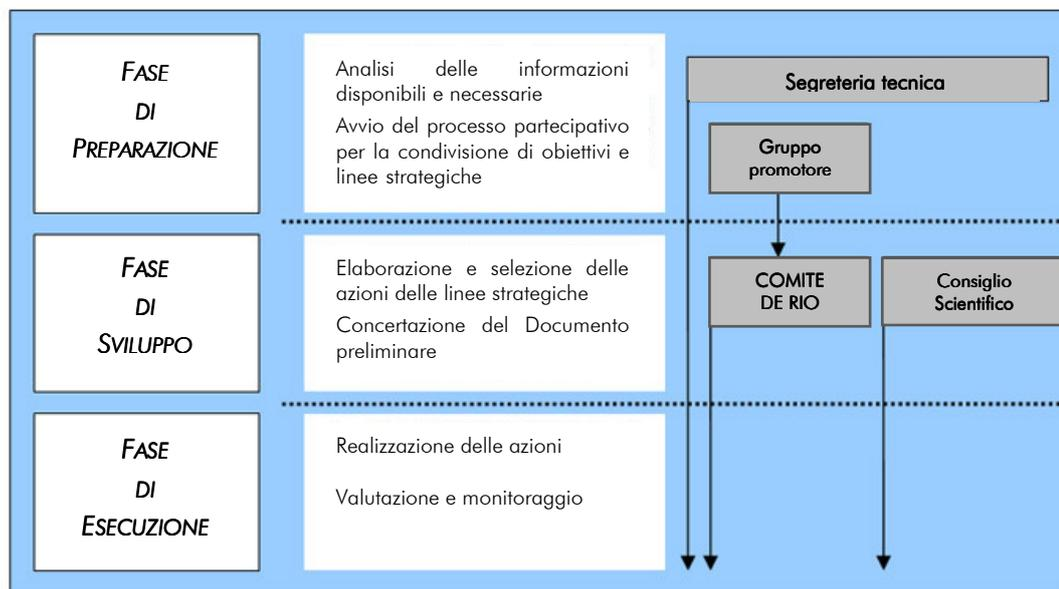 FASE
DI
PREPARAZIONE
Analisi delle informazioni
disponibili e necessarie
Avvio del processo partecipativo
per la condivisione di obiettivi e
linee strategiche
Segreteria tecnica
Gruppo
promotore
FASE
DI
SVILUPPO
Elaborazione e selezione delle
azioni delle linee strategiche
Concertazione del Documento
preliminare
COMITE
DE RIO
Consiglio
Scientifico
FASE
DI
ESECUZIONE
Realizzazione delle azioni
Valutazione e monitoraggio